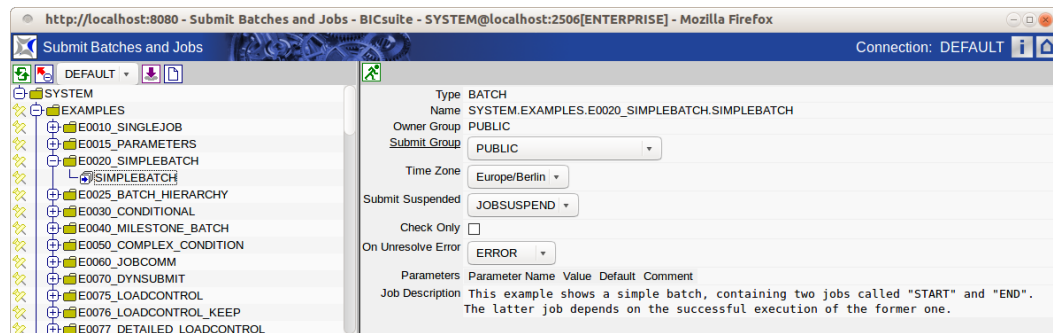 http://localhost:8080 - Submit Batches and Jobs - BICsuite - SYSTEM@localhost:2506[ENTERPRISE] - Mozilla Firefox
Submit Batches and Jobs
Connection: DEFAULT
DEFAULT
SYSTEM
EXAMPLES
E0010_SINGLEJOB
E0015_PARAMETERS
E0020_SIMPLEBATCH
SIMPLEBATCH
E0025_BATCH_HIERARCHY
E0030_CONDITIONAL
E0040_MILESTONE_BATCH
E0050_COMPLEX_CONDITION
E0060_JOBCOMM
E0070_DYNSUBMIT
E0075_LOADCONTROL
E0076_LOADCONTROL_KEEP
E0077_DETAILED_LOADCONTROL
Type BATCH
Name SYSTEM.EXAMPLES.E0020_SIMPLEBATCH.SIMPLEBATCH
Owner Group PUBLIC
Submit Group PUBLIC
Time Zone Europe/Berlin
Submit Suspended JOBSUSPEND
Check Only
On Unresolve Error ERROR
Parameters Parameter Name Value Default Comment
Job Description This example shows a simple batch, containing two jobs called "START" and "END".
The latter job depends on the successful execution of the former one.